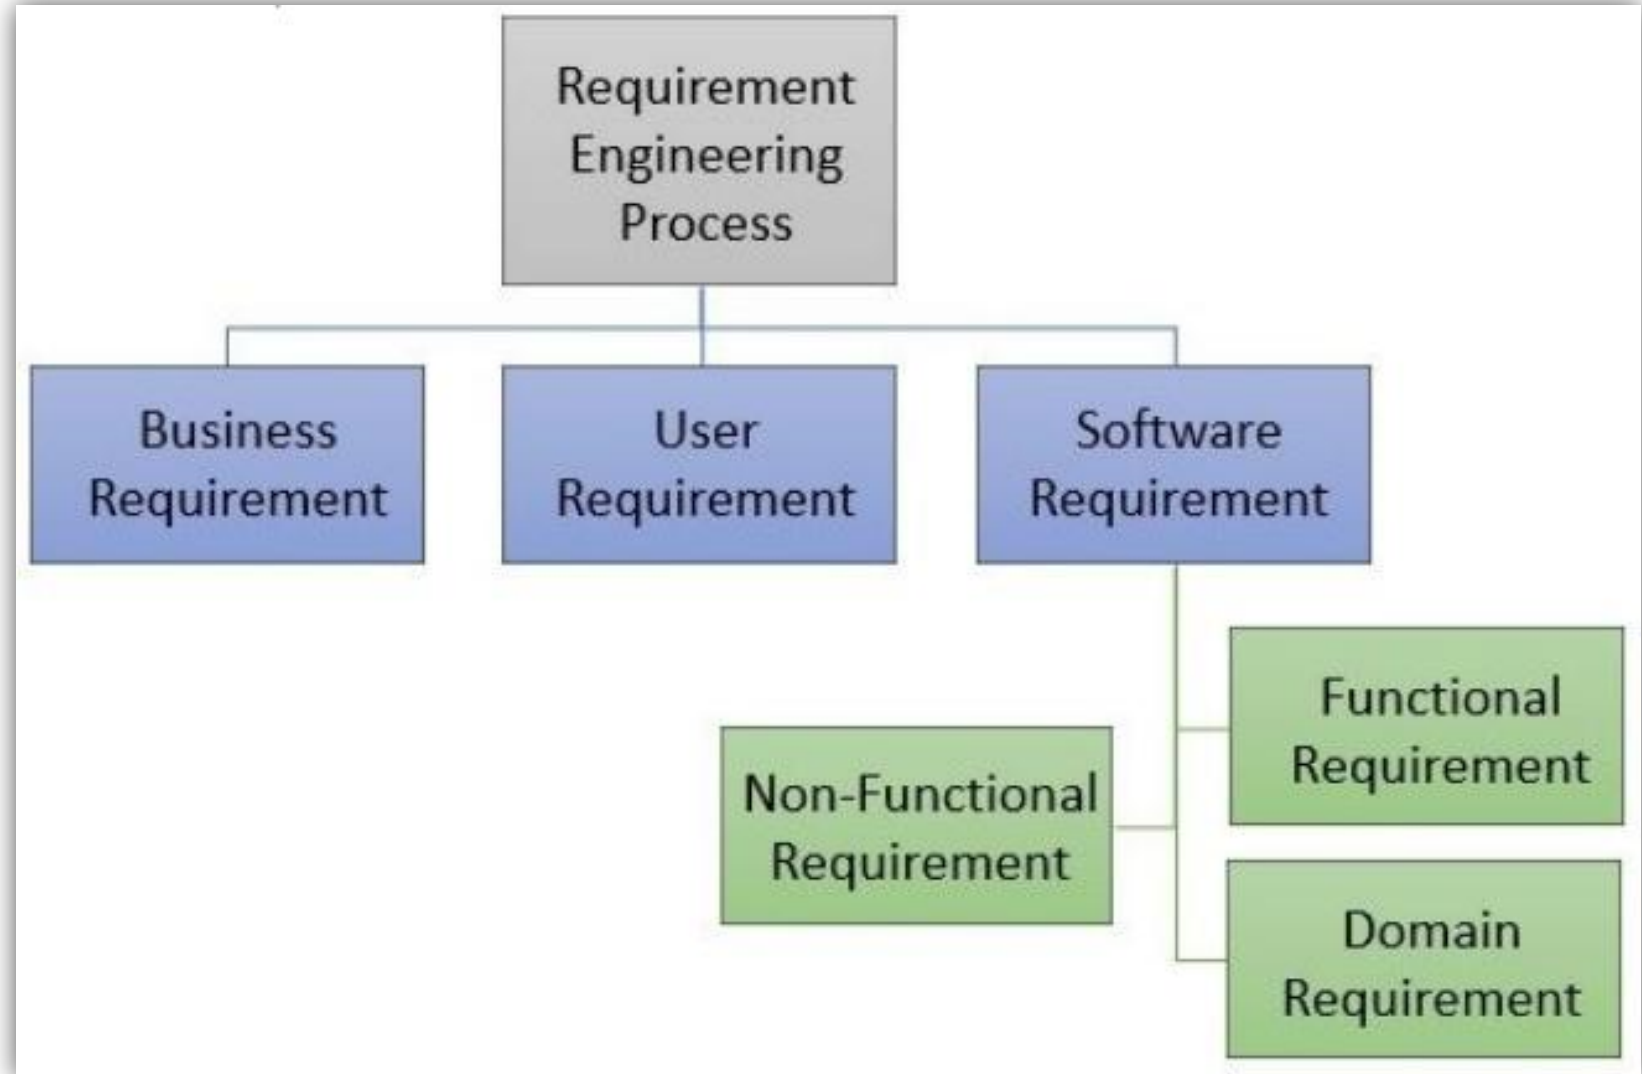 Requirement
Engineering
Process
Business
Requirement
User
Requirement
Software
Requirement
Functional
Requirement
Non-Functional
Requirement
Domain
Requirement